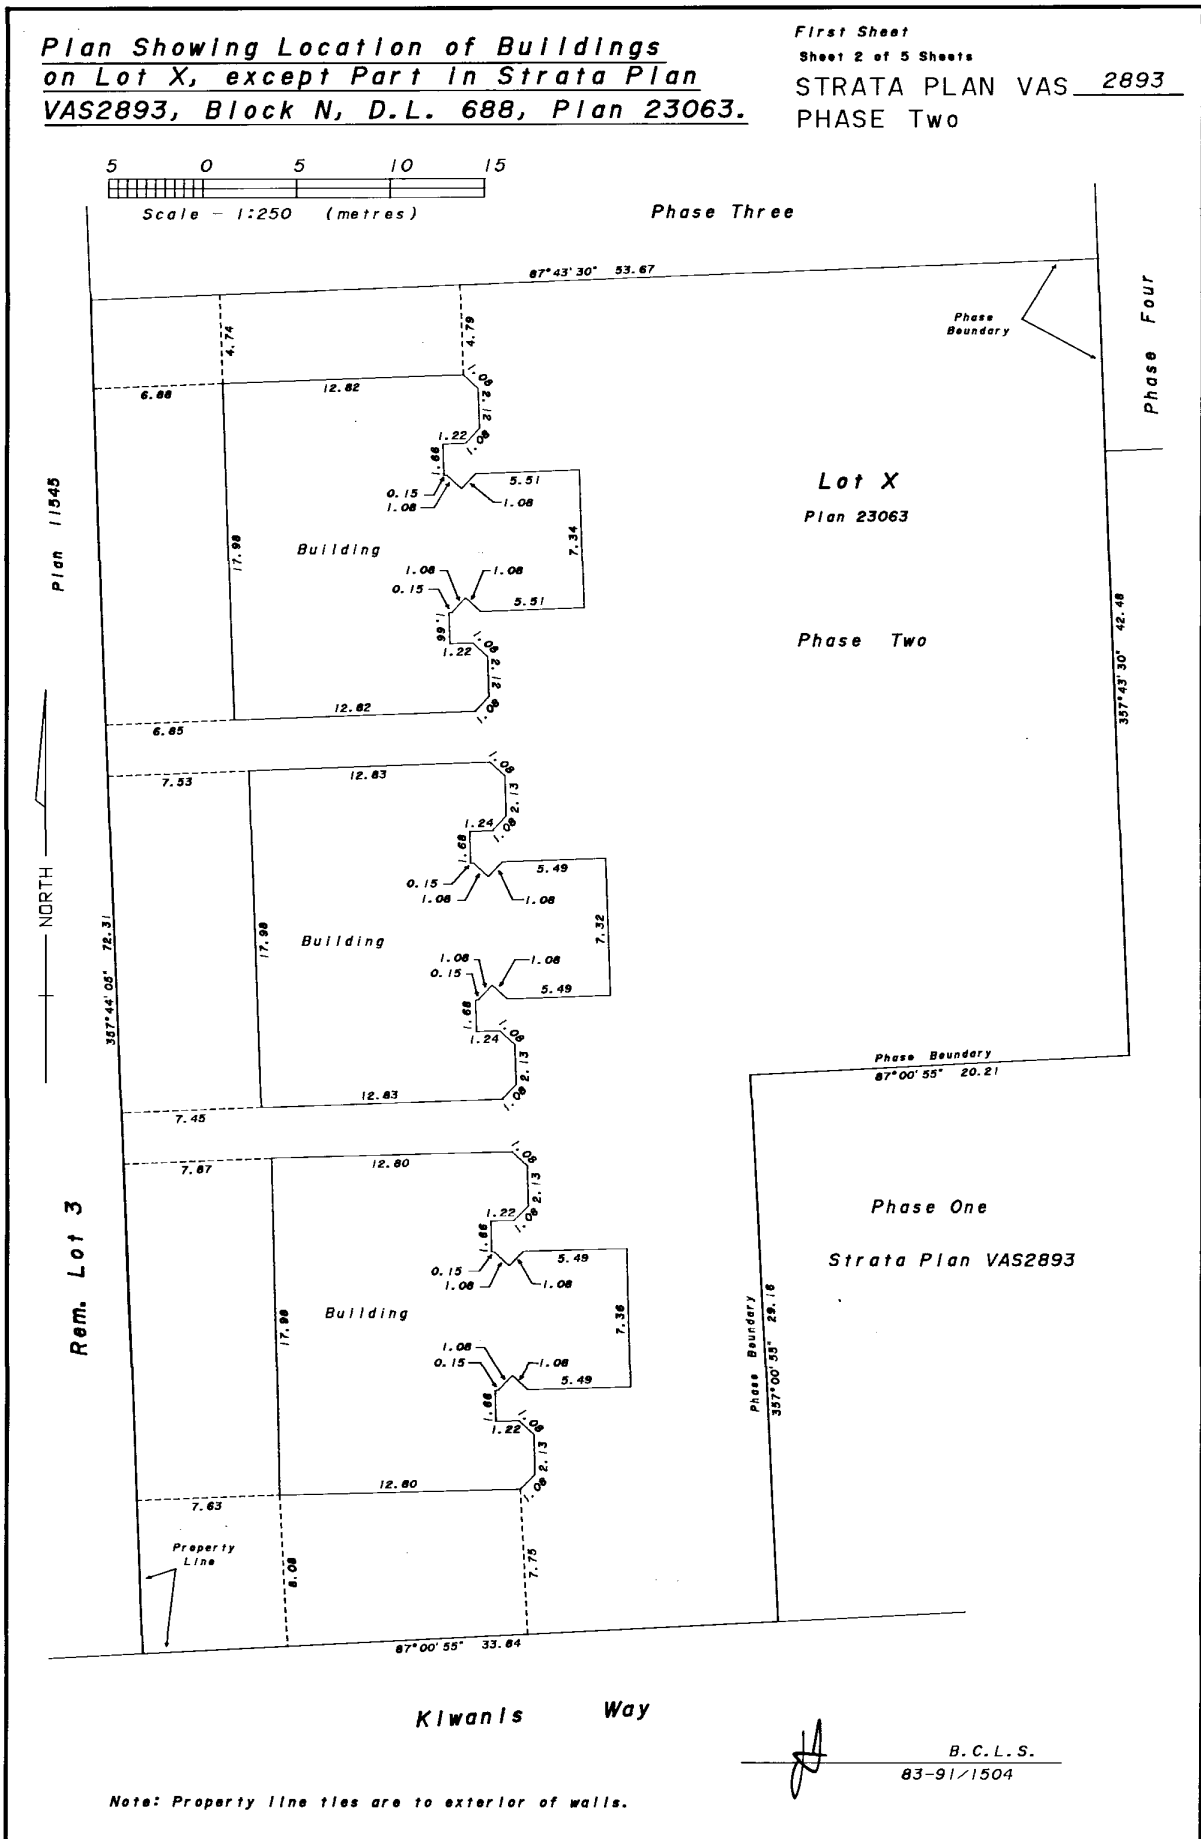 Plan Showing Location of Buildings
on Lot X, except Part in Strata Plan
VAS2893, Block N, D.L. 688, Plan 23063.
First Sheet
Sheet 2 of 5 Sheets
STRATA PLAN VAS 2893
PHASE Two
5 0 5 10 15
Scale - 1:250 (metres)
Phase Three
87°43'30" 53.67
Phase
Boundary
Phase Four
4.74
4.79
6.88
12.82
1.08
2.12
1.08
1.22
1.66
0.15
1.08
5.51
1.08
Lot X
Plan 23063
Plan 11545
17.98
Building
7.34
1.08
1.08
0.15
5.51
1.66
1.22
1.08
2.12
1.08
Phase Two
357°43'30" 42.48
12.82
6.85
7.53
12.83
1.08
2.13
1.08
1.24
1.68
0.15
1.08
5.49
1.08
NORTH
357°44'05" 72.31
17.98
Building
7.32
1.08
1.08
0.15
5.49
1.68
1.24
1.08
2.13
1.08
12.83
7.45
Phase Boundary
87°00'55" 20.21
7.67
12.80
1.08
2.13
1.08
1.22
1.66
0.15
1.08
5.49
1.08
Phase One
Strata Plan VAS2893
Rem. Lot 3
17.98
Building
7.36
Phase Boundary
357°00'55" 29.16
1.08
1.08
0.15
5.49
1.66
1.22
1.08
2.13
1.08
12.80
7.63
Property
Line
8.08
7.75
87°00'55" 33.64
Kiwanis Way
B.C.L.S.
83-91/1504
Note: Property line ties are to exterior of walls.